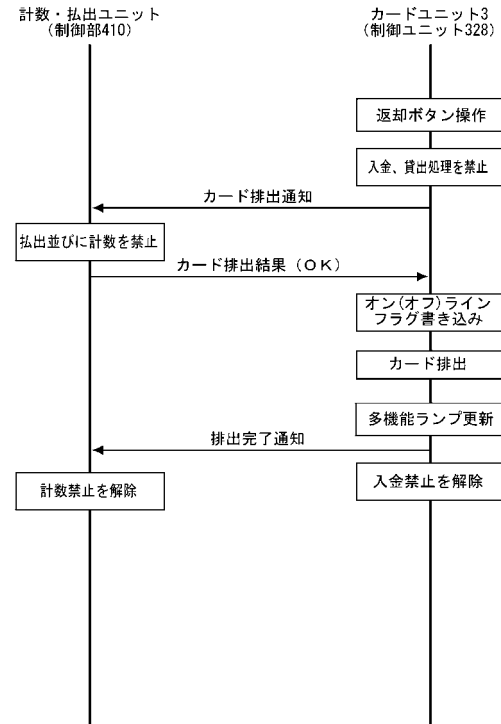 計数・払出ユニット
(制御部410)
カードユニット3
(制御ユニット328)
返却ボタン操作
入金、貸出処理を禁止
カード排出通知
払出並びに計数を禁止
カード排出結果(OK)
オン(オフ)ライン
フラグ書き込み
カード排出
多機能ランプ更新
排出完了通知
計数禁止を解除
入金禁止を解除